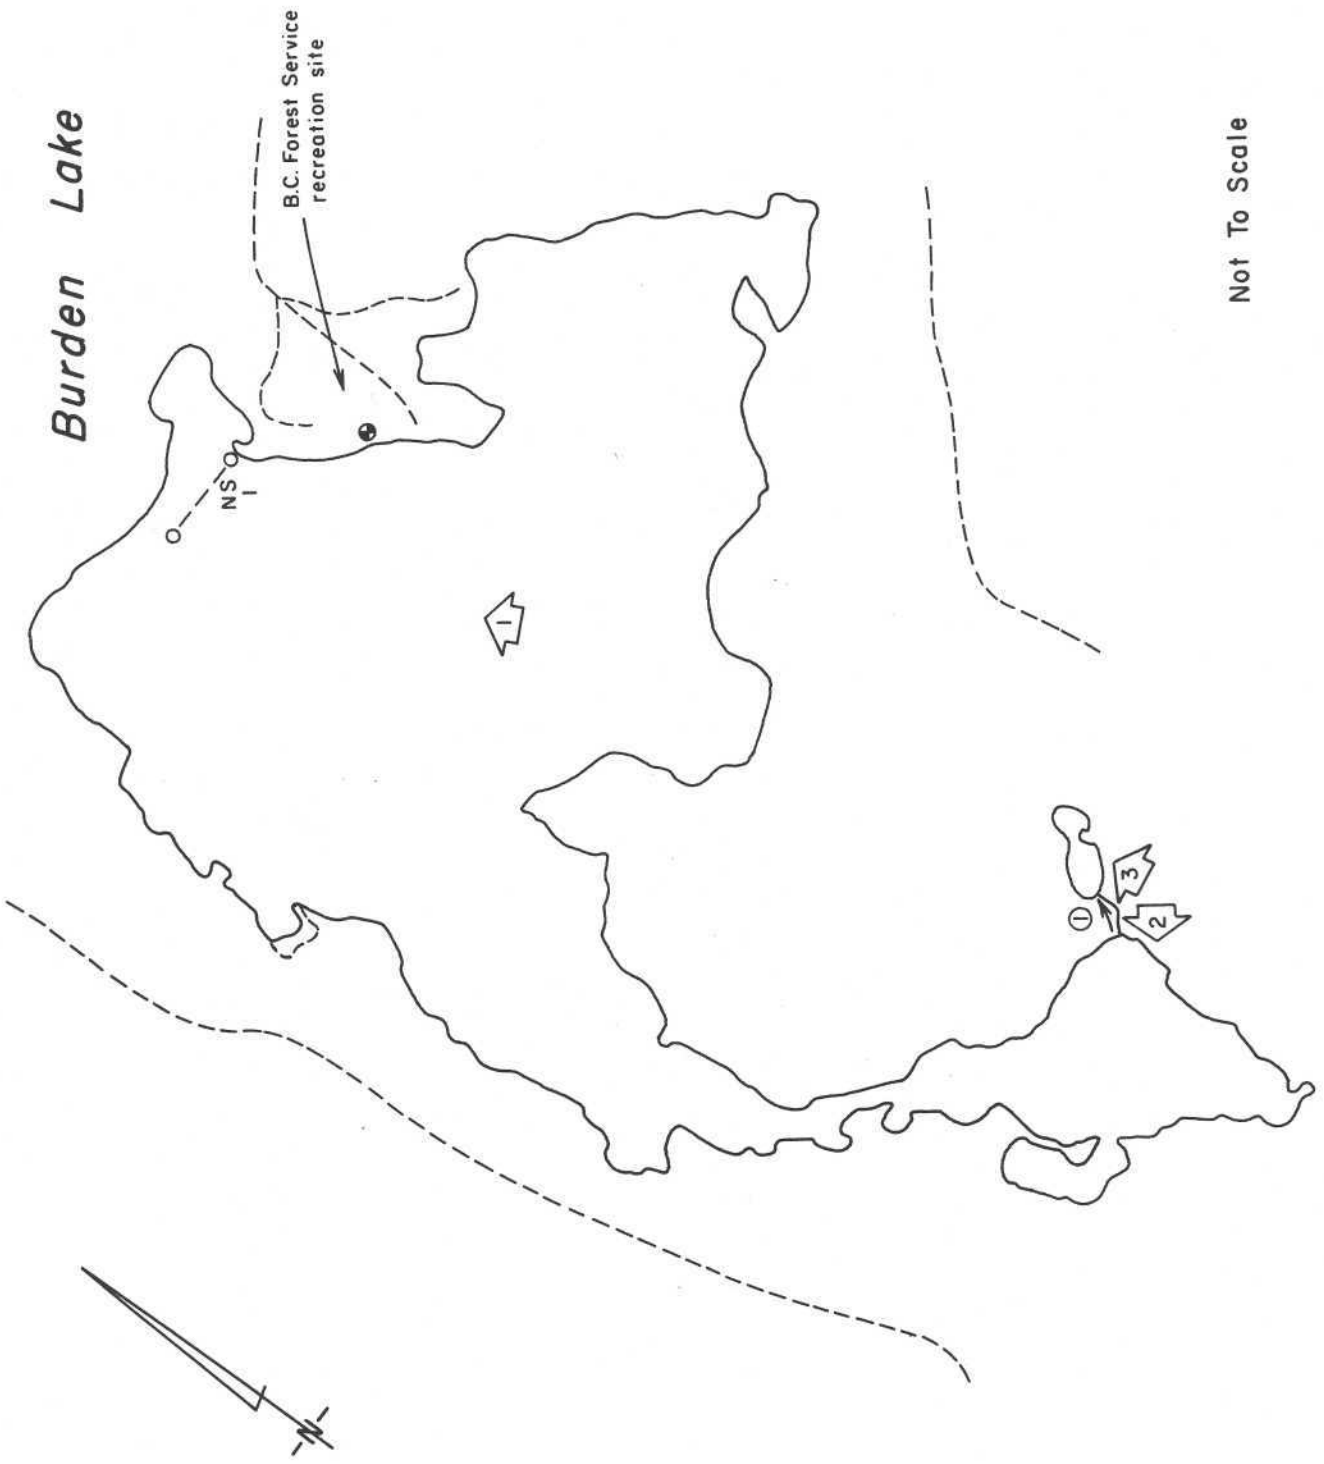 Burden Lake
B.C. Forest Service
recreation site
NS
1
1
1
2
3
N
Not To Scale